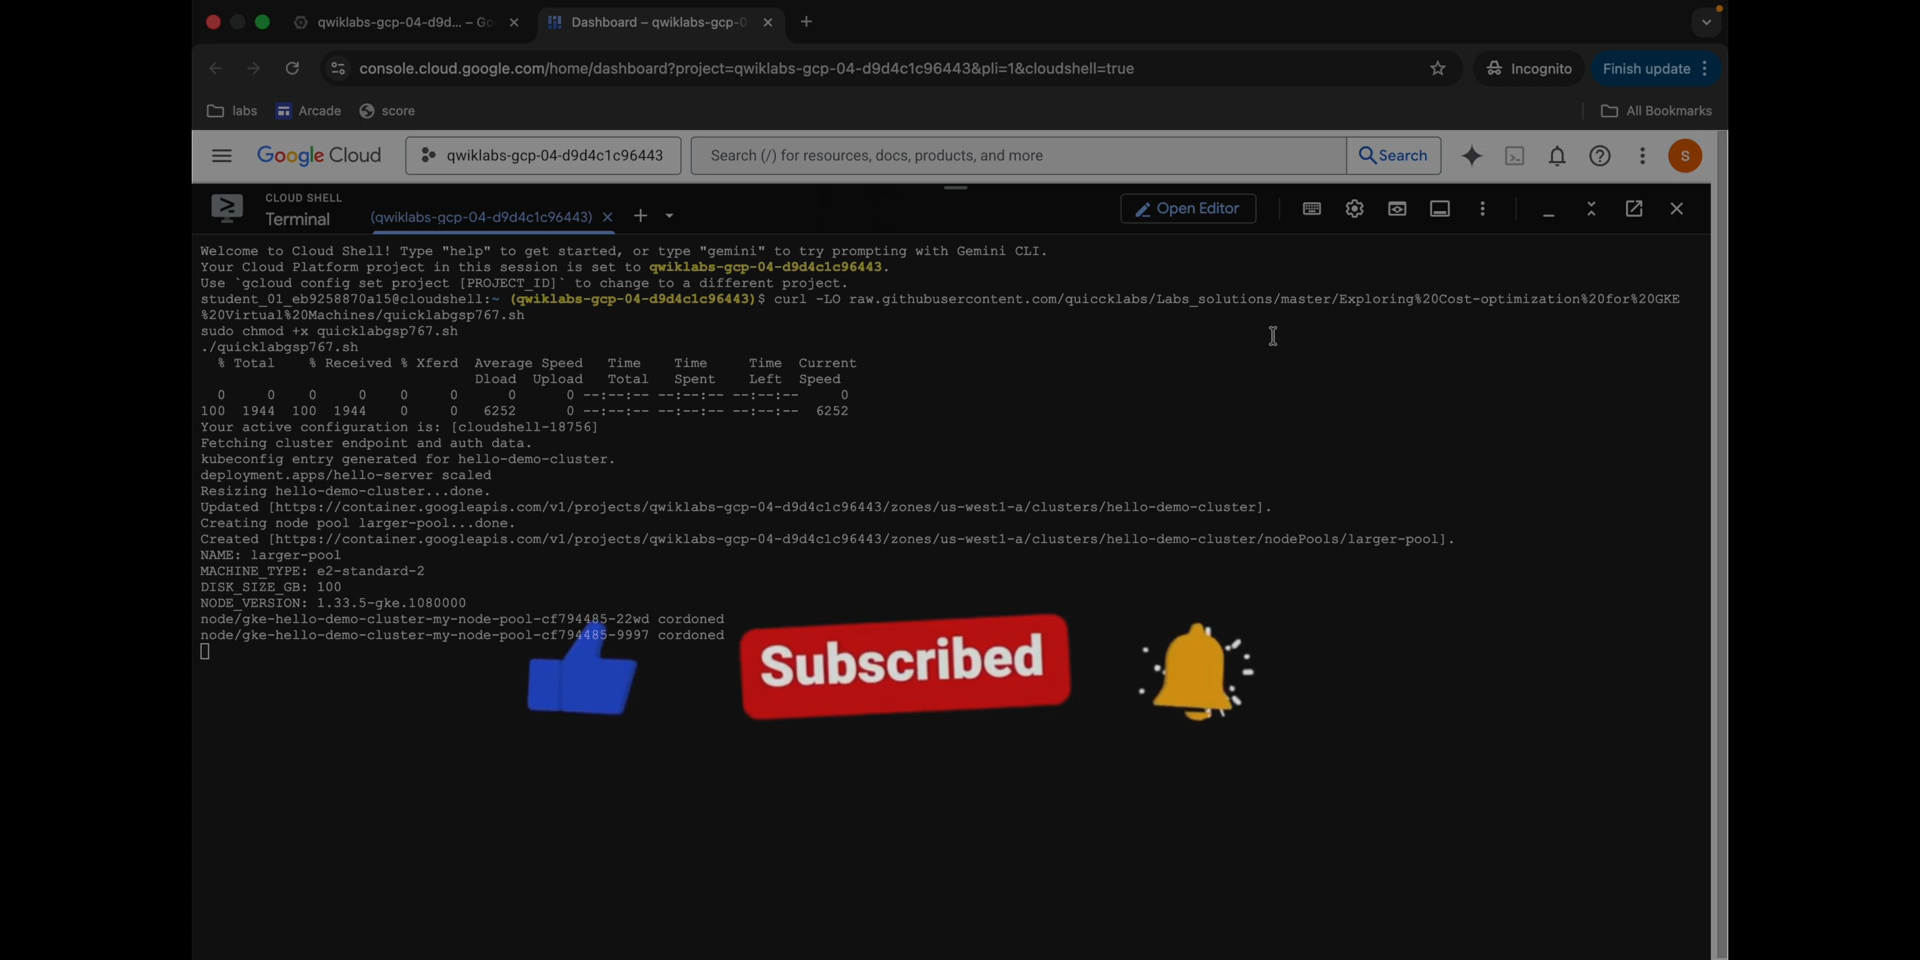 qwiklabs-gcp-04-d9d... – Go
Dashboard – qwiklabs-gcp-0
console.cloud.google.com/home/dashboard?project=qwiklabs-gcp-04-d9d4c1c96443&pli=1&cloudshell=true
Incognito
Finish update
labs
Arcade
score
All Bookmarks
Google Cloud
qwiklabs-gcp-04-d9d4c1c96443
Search (/) for resources, docs, products, and more
Search
S
CLOUD SHELL
Terminal
(qwiklabs-gcp-04-d9d4c1c96443)
Open Editor
Welcome to Cloud Shell! Type "help" to get started, or type "gemini" to try prompting with Gemini CLI.
Your Cloud Platform project in this session is set to qwiklabs-gcp-04-d9d4c1c96443.
Use `gcloud config set project [PROJECT_ID]` to change to a different project.
student_01_eb9258870a15@cloudshell:~ (qwiklabs-gcp-04-d9d4c1c96443)$ curl -LO raw.githubusercontent.com/quiccklabs/Labs_solutions/master/Exploring%20Cost-optimization%20for%20GKE
%20Virtual%20Machines/quicklabgsp767.sh
sudo chmod +x quicklabgsp767.sh
./quicklabgsp767.sh
% Total % Received % Xferd Average Speed Time Time Time Current
Dload Upload Total Spent Left Speed
0 0 0 0 0 0 0 0 --:--:-- --:--:-- --:--:-- 0
100 1944 100 1944 0 0 6252 0 --:--:-- --:--:-- --:--:-- 6252
Your active configuration is: [cloudshell-18756]
Fetching cluster endpoint and auth data.
kubeconfig entry generated for hello-demo-cluster.
deployment.apps/hello-server scaled
Resizing hello-demo-cluster...done.
Updated [https://container.googleapis.com/v1/projects/qwiklabs-gcp-04-d9d4c1c96443/zones/us-west1-a/clusters/hello-demo-cluster].
Creating node pool larger-pool...done.
Created [https://container.googleapis.com/v1/projects/qwiklabs-gcp-04-d9d4c1c96443/zones/us-west1-a/clusters/hello-demo-cluster/nodePools/larger-pool].
NAME: larger-pool
MACHINE_TYPE: e2-standard-2
DISK_SIZE_GB: 100
NODE_VERSION: 1.33.5-gke.1080000
node/gke-hello-demo-cluster-my-node-pool-cf794485-22wd cordoned
node/gke-hello-demo-cluster-my-node-pool-cf794485-9997 cordoned
Subscribed